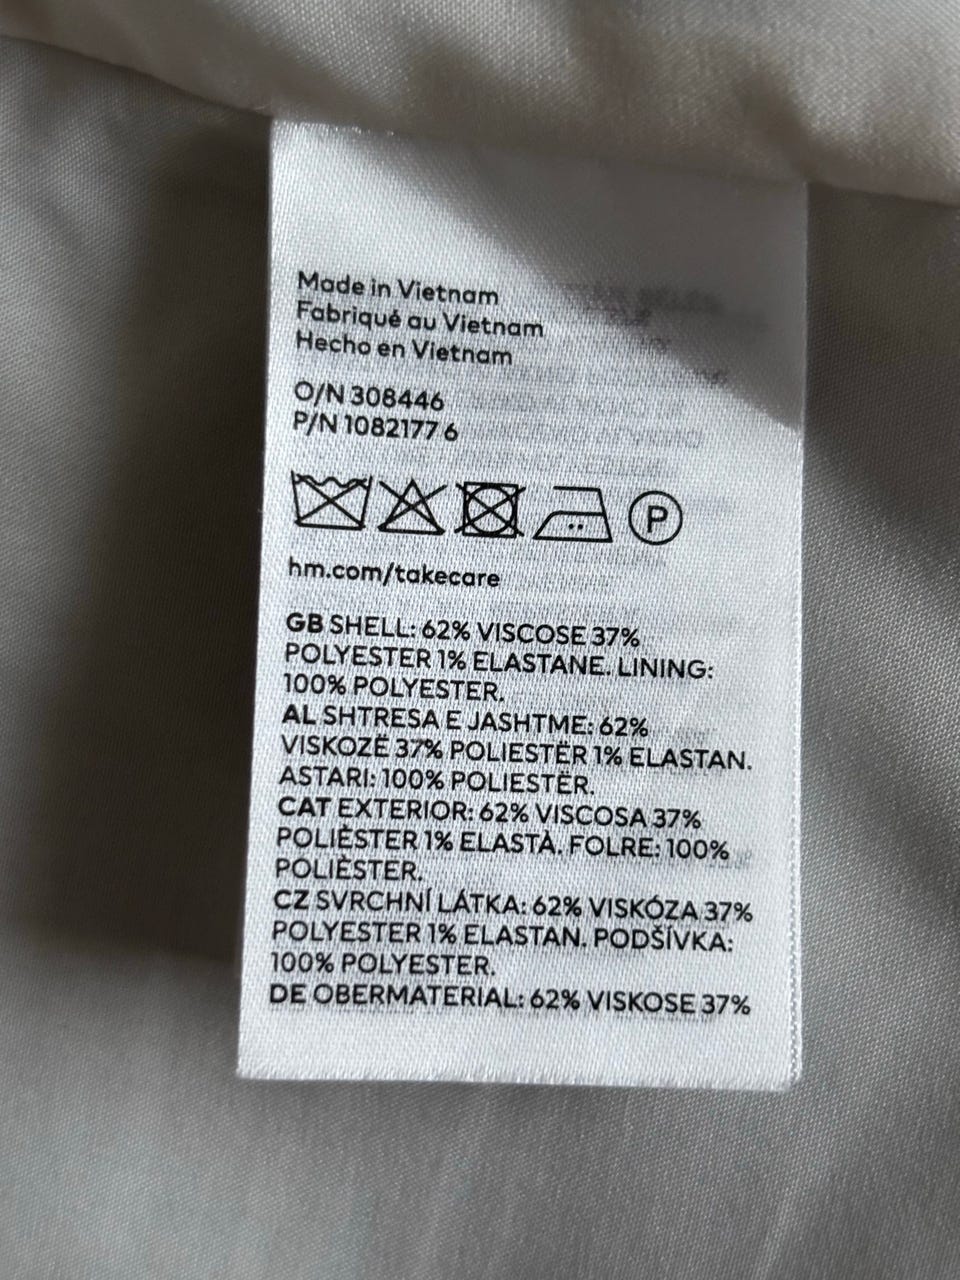 Made in Vietnam
Fabriqué au Vietnam
Hecho en Vietnam
O/N 308446
P/N 1082177 6
P
hm.com/takecare
GB SHELL: 62% VISCOSE 37%
POLYESTER 1% ELASTANE. LINING:
100% POLYESTER.
AL SHTRESA E JASHTME: 62%
VISKOZË 37% POLIESTËR 1% ELASTAN.
ASTARI: 100% POLIESTËR.
CAT EXTERIOR: 62% VISCOSA 37%
POLIÈSTER 1% ELASTÀ. FOLRE: 100%
POLIÈSTER.
CZ SVRCHNÍ LÁTKA: 62% VISKÓZA 37%
POLYESTER 1% ELASTAN. PODŠÍVKA:
100% POLYESTER.
DE OBERMATERIAL: 62% VISKOSE 37%